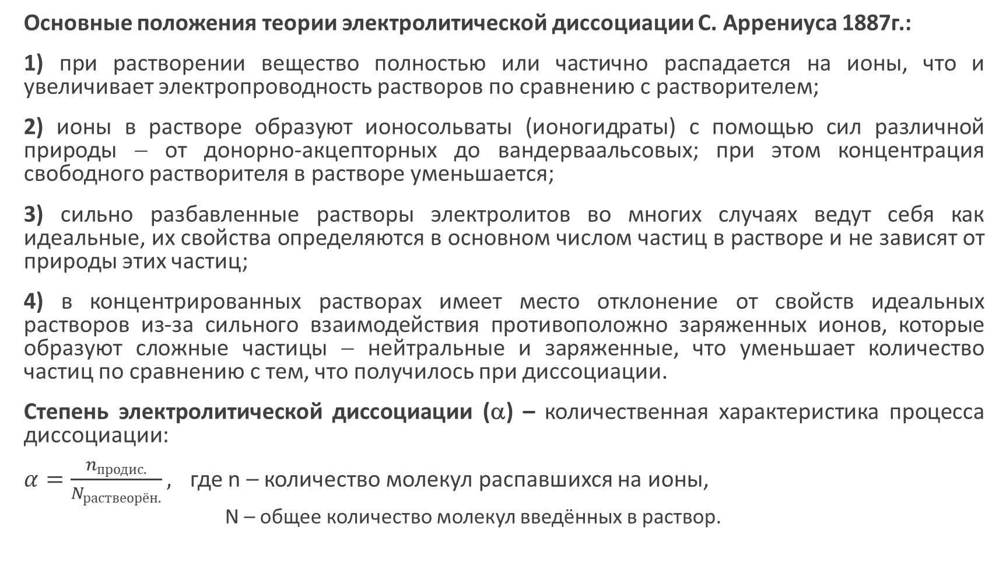 Основные положения теории электролитической диссоциации С. Аррениуса 1887г.:
1) при растворении вещество полностью или частично распадается на ионы, что и
увеличивает электропроводность растворов по сравнению с растворителем;
2) ионы в растворе образуют ионосольваты (ионогидраты) с помощью сил различной
природы – от донорно-акцепторных до вандерваальсовых; при этом концентрация
свободного растворителя в растворе уменьшается;
3) сильно разбавленные растворы электролитов во многих случаях ведут себя как
идеальные, их свойства определяются в основном числом частиц в растворе и не зависят от
природы этих частиц;
4) в концентрированных растворах имеет место отклонение от свойств идеальных
растворов из-за сильного взаимодействия противоположно заряженных ионов, которые
образуют сложные частицы – нейтральные и заряженные, что уменьшает количество
частиц по сравнению с тем, что получилось при диссоциации.
Степень электролитической диссоциации (α) – количественная характеристика процесса
диссоциации:
α = n продис. / N раствеорён. , где n – количество молекул распавшихся на ионы,
N – общее количество молекул введённых в раствор.